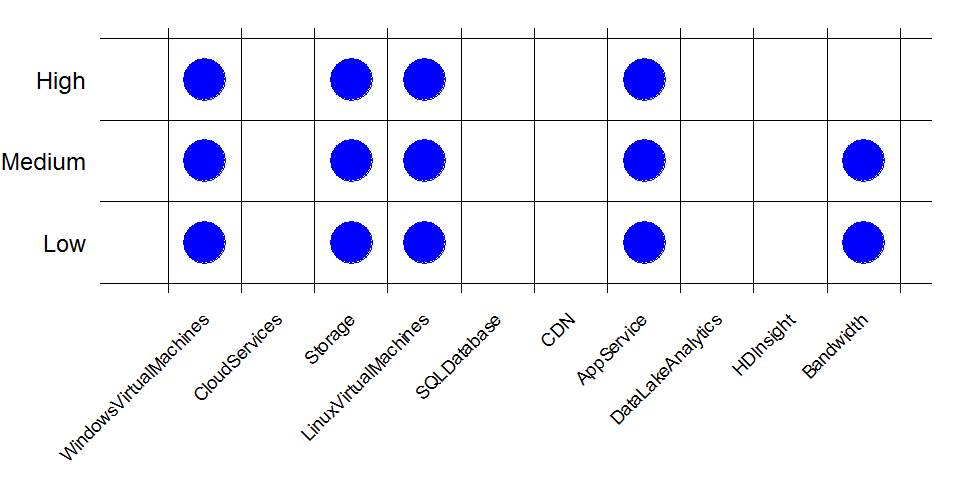 High
Medium
Low
WindowsVirtualMachines
CloudServices
Storage
LinuxVirtualMachines
SQLDatabase
CDN
AppService
DataLakeAnalytics
HDInsight
Bandwidth